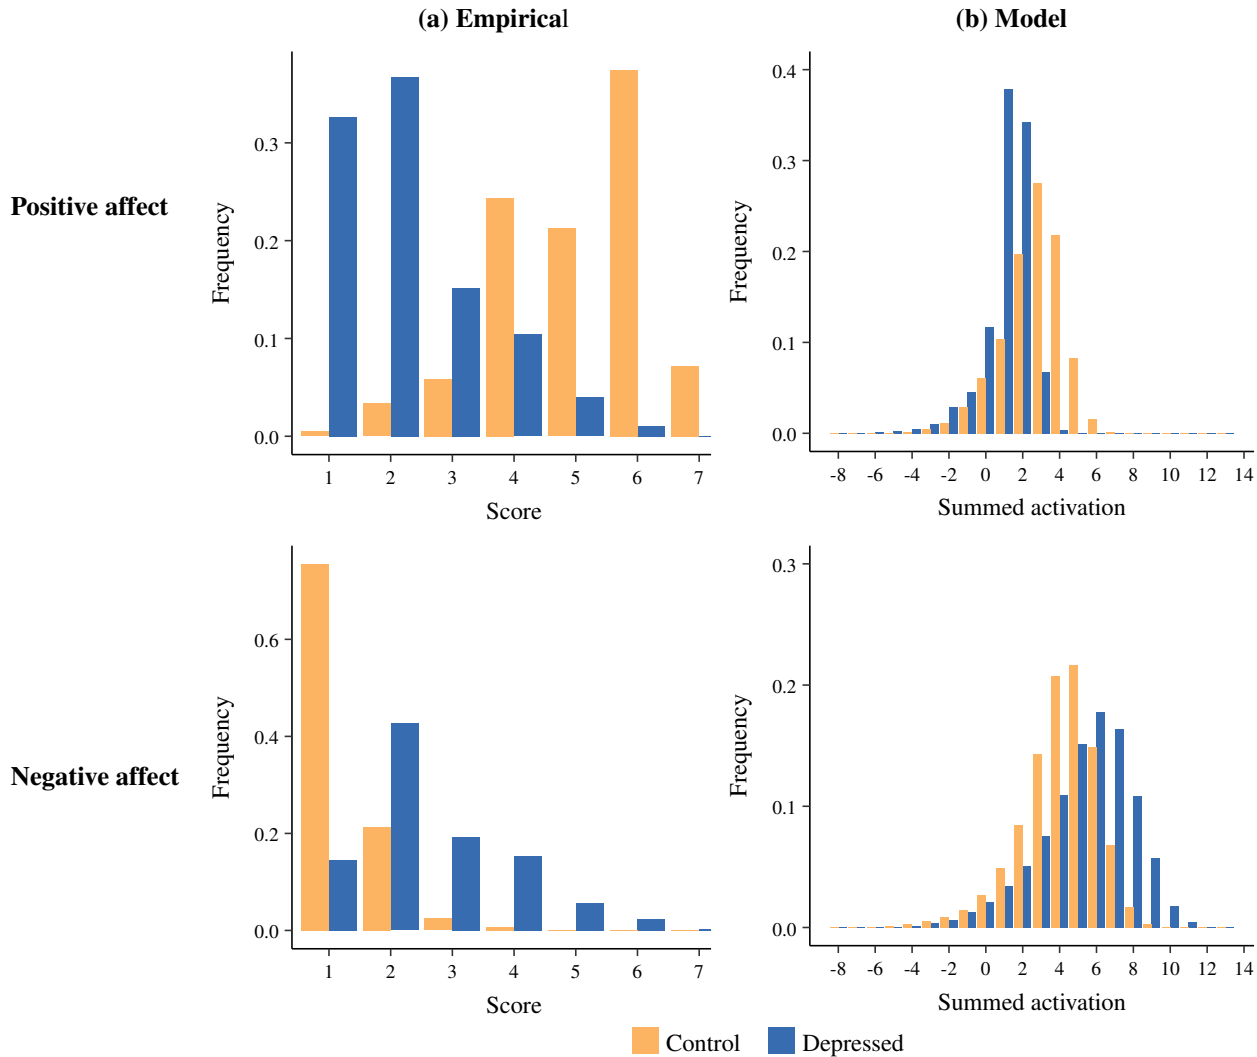 (a) Empirical
(b) Model
Positive affect
Frequency
0.3
0.2
0.1
0.0
1 2 3 4 5 6 7
Score
Frequency
0.4
0.3
0.2
0.1
0.0
-8 -6 -4 -2 0 2 4 6 8 10 12 14
Summed activation
Negative affect
Frequency
0.6
0.4
0.2
0.0
1 2 3 4 5 6 7
Score
Frequency
0.3
0.2
0.1
0.0
-8 -6 -4 -2 0 2 4 6 8 10 12 14
Summed activation
Control Depressed